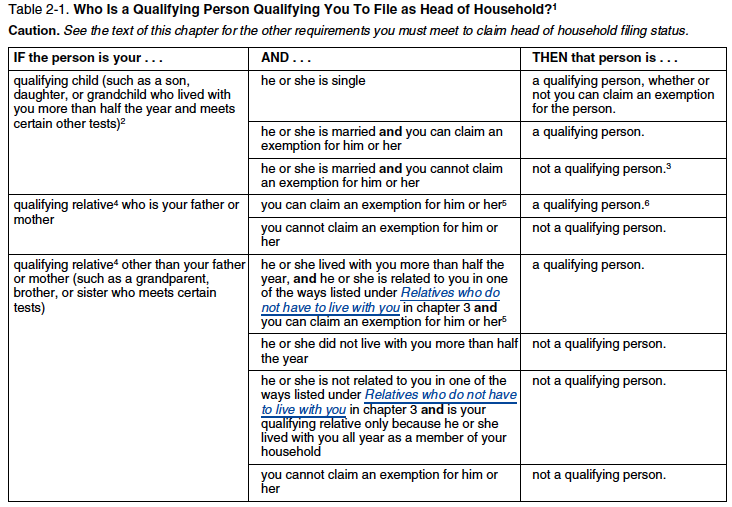 Table 2-1. Who Is a Qualifying Person Qualifying You To File as Head of Household?¹
Caution. See the text of this chapter for the other requirements you must meet to claim head of household filing status.
IF the person is your . . .
AND . . .
THEN that person is . . .
qualifying child (such as a son,
daughter, or grandchild who lived with
you more than half the year and meets
certain other tests)²
he or she is single
a qualifying person, whether or
not you can claim an exemption
for the person.
he or she is married and you can claim an
exemption for him or her
a qualifying person.
he or she is married and you cannot claim
an exemption for him or her
not a qualifying person.³
qualifying relative⁴ who is your father or
mother
you can claim an exemption for him or her⁵
a qualifying person.⁶
you cannot claim an exemption for him or
her
not a qualifying person.
qualifying relative⁴ other than your father
or mother (such as a grandparent,
brother, or sister who meets certain
tests)
he or she lived with you more than half the
year, and he or she is related to you in one
of the ways listed under Relatives who do
not have to live with you in chapter 3 and
you can claim an exemption for him or her⁵
a qualifying person.
he or she did not live with you more than half
the year
not a qualifying person.
he or she is not related to you in one of the
ways listed under Relatives who do not have
to live with you in chapter 3 and is your
qualifying relative only because he or she
lived with you all year as a member of your
household
not a qualifying person.
you cannot claim an exemption for him or
her
not a qualifying person.